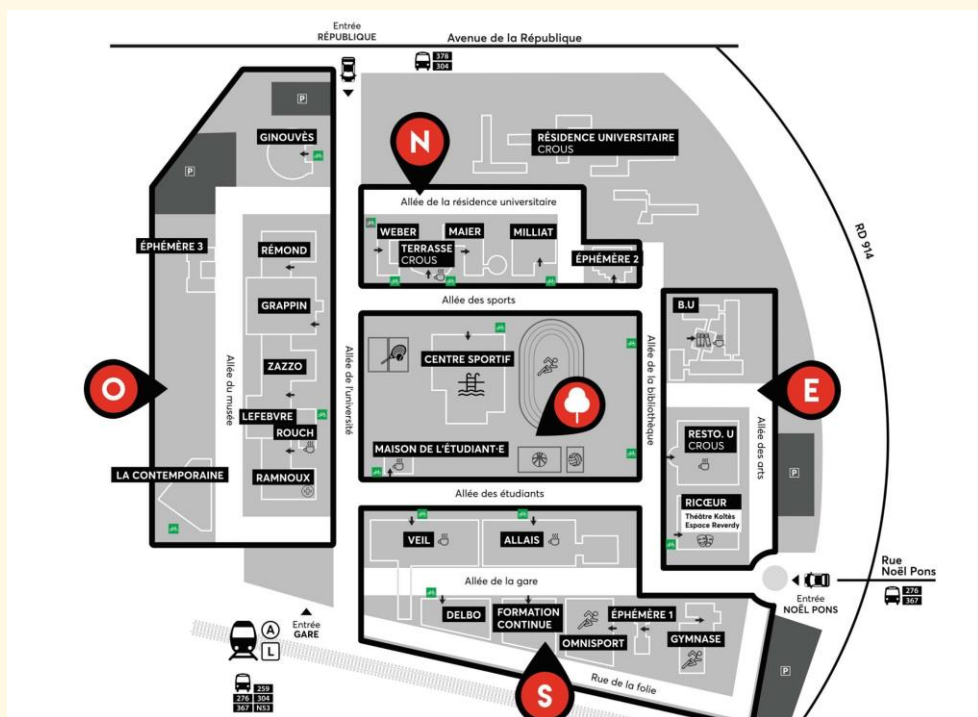 Entrée
RÉPUBLIQUE
Avenue de la République
378
304
P
GINOUVÈS
P
N
RÉSIDENCE UNIVERSITAIRE
CROUS
Allée de la résidence universitaire
WEBER
MAIER
MILLIAT
TERRASSE
CROUS
ÉPHÉMÈRE 2
ÉPHÉMÈRE 3
RÉMOND
RD 914
GRAPPIN
Allée des sports
B.U
ZAZZO
CENTRE SPORTIF
O
E
Allée du musée
Allée de l'université
Allée de la bibliothèque
Allée des arts
LEFEBVRE
ROUCH
RESTO. U
CROUS
MAISON DE L'ÉTUDIANT·E
LA CONTEMPORAINE
RAMNOUX
P
Allée des étudiants
RICŒUR
Théâtre Koltès
Espace Reverdy
VEIL
ALLAIS
Rue
Noël Pons
Allée de la gare
276
367
Entrée
NOËL PONS
DELBO
FORMATION
CONTINUE
ÉPHÉMÈRE 1
OMNISPORT
GYMNASE
Entrée
GARE
A
L
P
Rue de la folie
S
259
276 304
367 N53